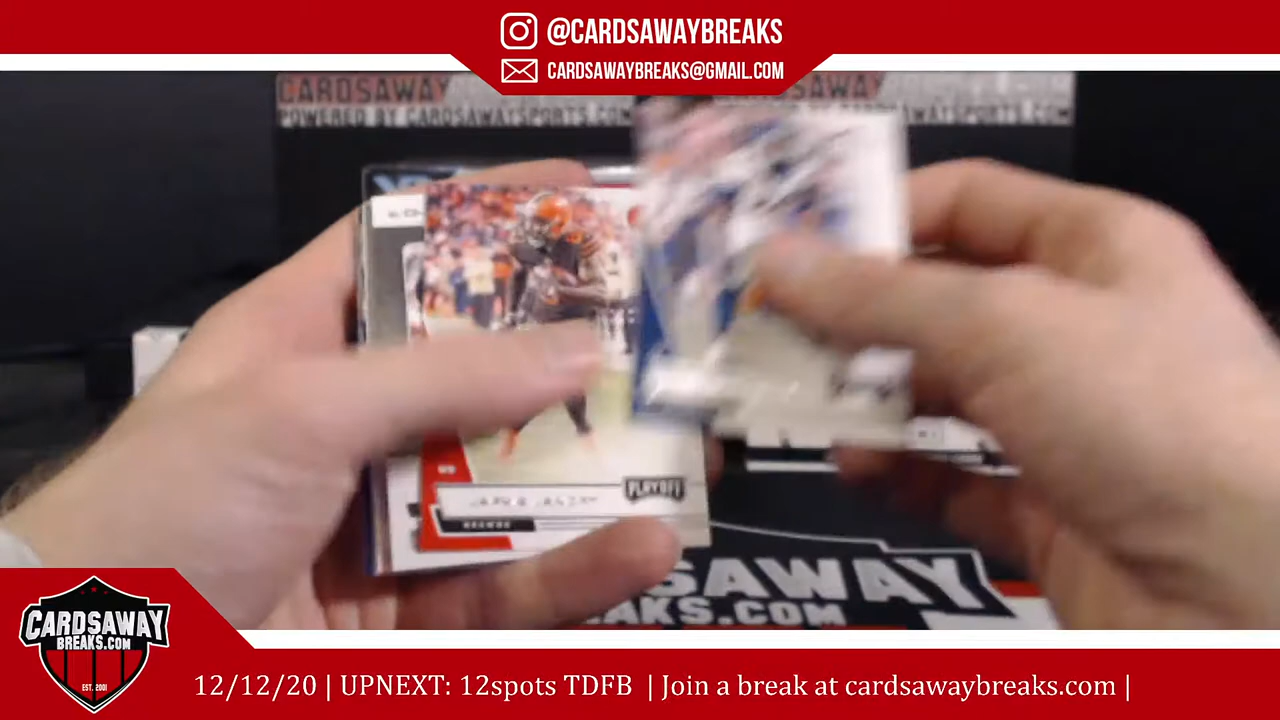 @CARDSAWAYBREAKS
CARDSAWAYBREAKS@GMAIL.COM
CARDSAWAY
POWERED BY CARDSAWAYSPORTS.COM
PLAYOFF
BROWNS
SAWAY
AKS.COM
CARDSAWAY
BREAKS.COM
EST. 2001
12/12/20 | UPNEXT: 12spots TDFB | Join a break at cardsawaybreaks.com |